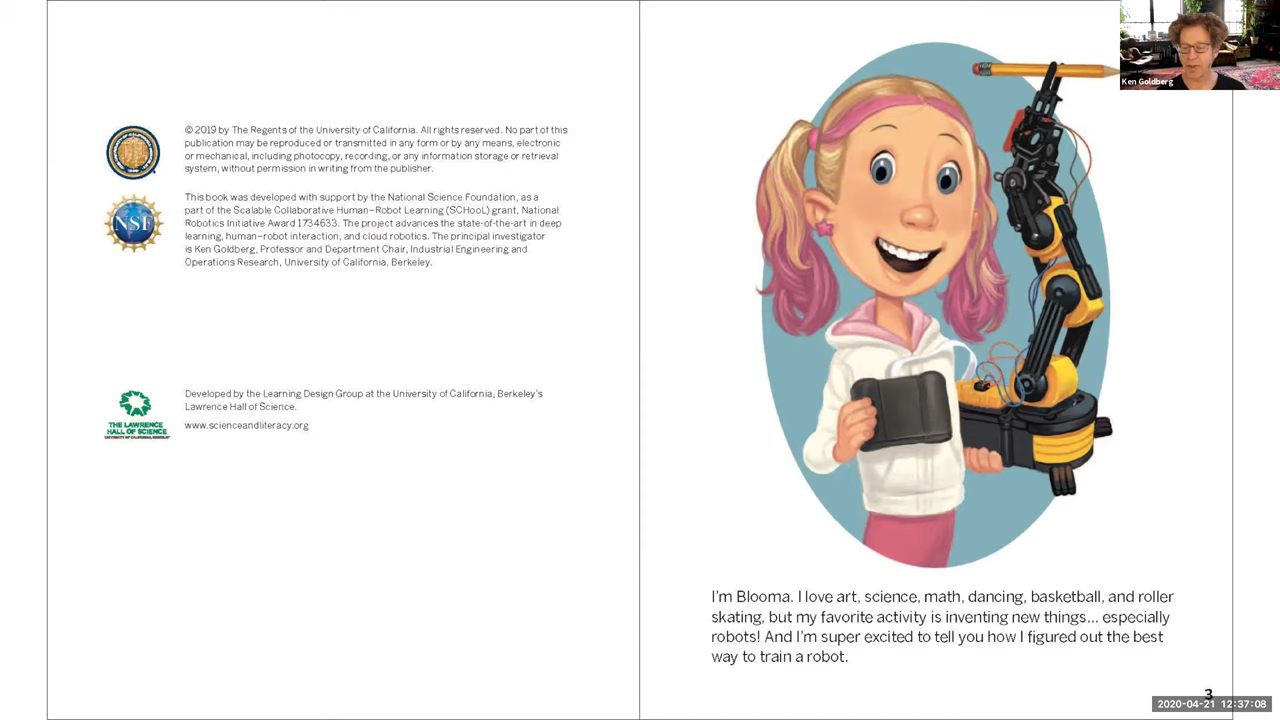 © 2019 by The Regents of the University of California. All rights reserved. No part of this
publication may be reproduced or transmitted in any form or by any means, electronic
or mechanical, including photocopy, recording, or any information storage or retrieval
system, without permission in writing from the publisher.
NSF
This book was developed with support by the National Science Foundation, as a
part of the Scalable Collaborative Human–Robot Learning (SCHooL) grant, National
Robotics Initiative Award 1734633. The project advances the state-of-the-art in deep
learning, human–robot interaction, and cloud robotics. The principal investigator
is Ken Goldberg, Professor and Department Chair, Industrial Engineering and
Operations Research, University of California, Berkeley.
THE LAWRENCE
HALL OF SCIENCE
UNIVERSITY OF CALIFORNIA, BERKELEY
Developed by the Learning Design Group at the University of California, Berkeley's
Lawrence Hall of Science.
www.scienceandliteracy.org
Ken Goldberg
I'm Blooma. I love art, science, math, dancing, basketball, and roller
skating, but my favorite activity is inventing new things... especially
robots! And I'm super excited to tell you how I figured out the best
way to train a robot.
3
2020-04-21 12:37:08